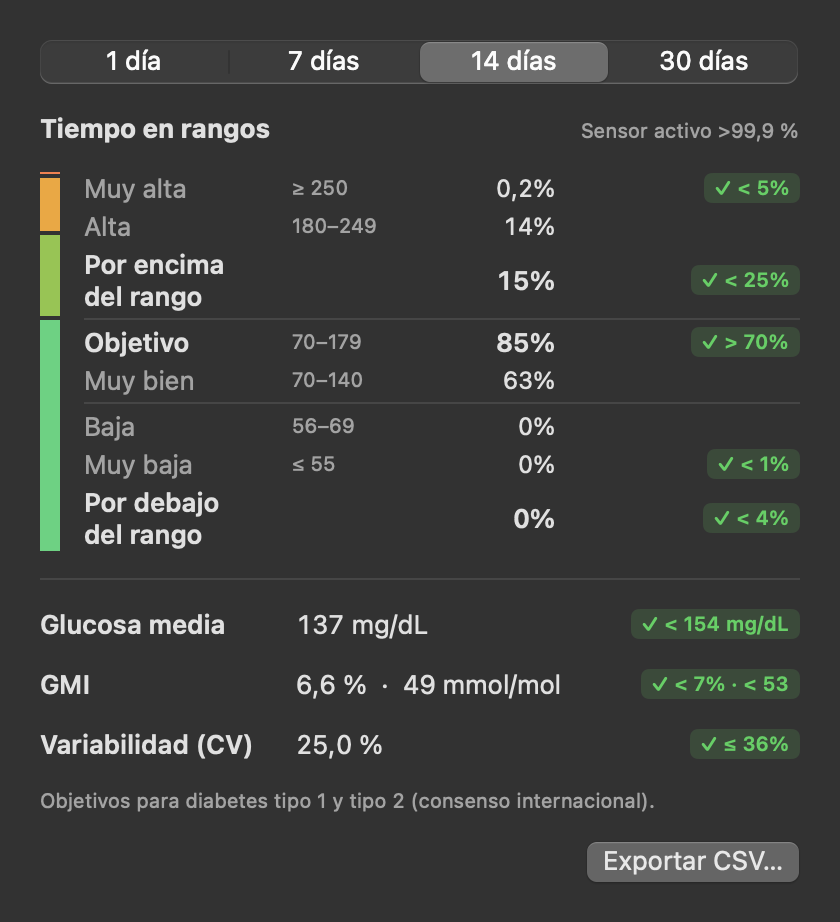 1 día 7 días 14 días 30 días
Tiempo en rangos Sensor activo >99,9 %
Muy alta ≥ 250 0,2% ✓ < 5%
Alta 180–249 14%
Por encima
del rango 15% ✓ < 25%
Objetivo 70–179 85% ✓ > 70%
Muy bien 70–140 63%
Baja 56–69 0%
Muy baja ≤ 55 0% ✓ < 1%
Por debajo
del rango 0% ✓ < 4%
Glucosa media 137 mg/dL ✓ < 154 mg/dL
GMI 6,6 % · 49 mmol/mol ✓ < 7% · < 53
Variabilidad (CV) 25,0 % ✓ ≤ 36%
Objetivos para diabetes tipo 1 y tipo 2 (consenso internacional).
Exportar CSV...